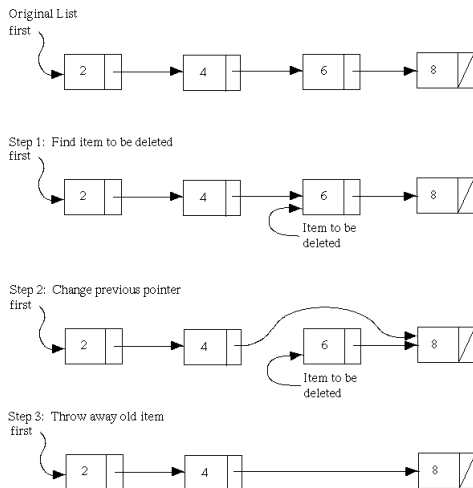 Original List
first
2 4 6 8
Step 1: Find item to be deleted
first
2 4 6 8
Item to be
deleted
Step 2: Change previous pointer
first
2 4 6 8
Item to be
deleted
Step 3: Throw away old item
first
2 4 8